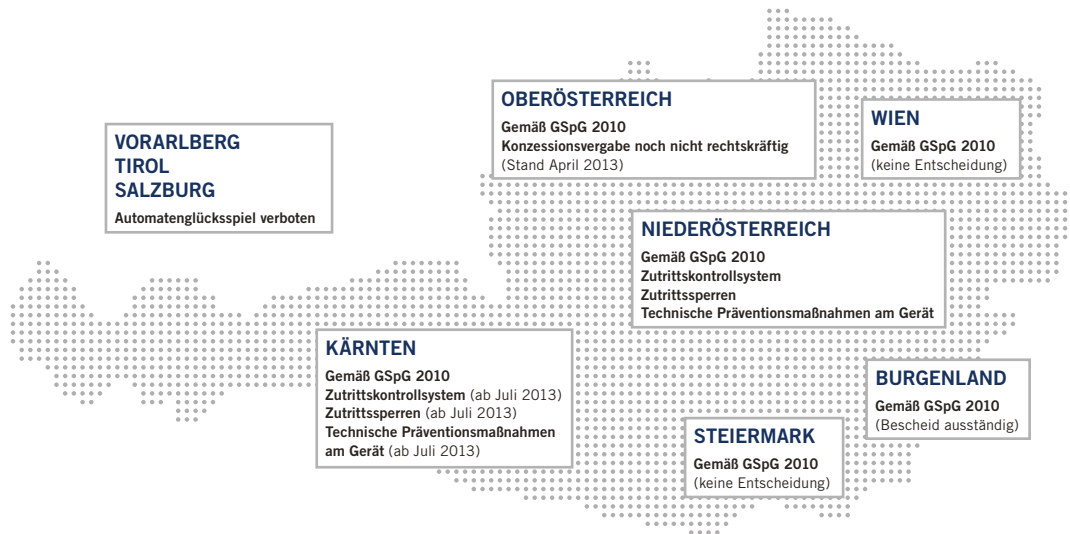 VORARLBERG
TIROL
SALZBURG
Automatenglücksspiel verboten
OBERÖSTERREICH
Gemäß GSpG 2010
Konzessionsvergabe noch nicht rechtskräftig
(Stand April 2013)
WIEN
Gemäß GSpG 2010
(keine Entscheidung)
NIEDERÖSTERREICH
Gemäß GSpG 2010
Zutrittskontrollsystem
Zutrittssperren
Technische Präventionsmaßnahmen am Gerät
KÄRNTEN
Gemäß GSpG 2010
Zutrittskontrollsystem (ab Juli 2013)
Zutrittssperren (ab Juli 2013)
Technische Präventionsmaßnahmen
am Gerät (ab Juli 2013)
BURGENLAND
Gemäß GSpG 2010
(Bescheid ausständig)
STEIERMARK
Gemäß GSpG 2010
(keine Entscheidung)